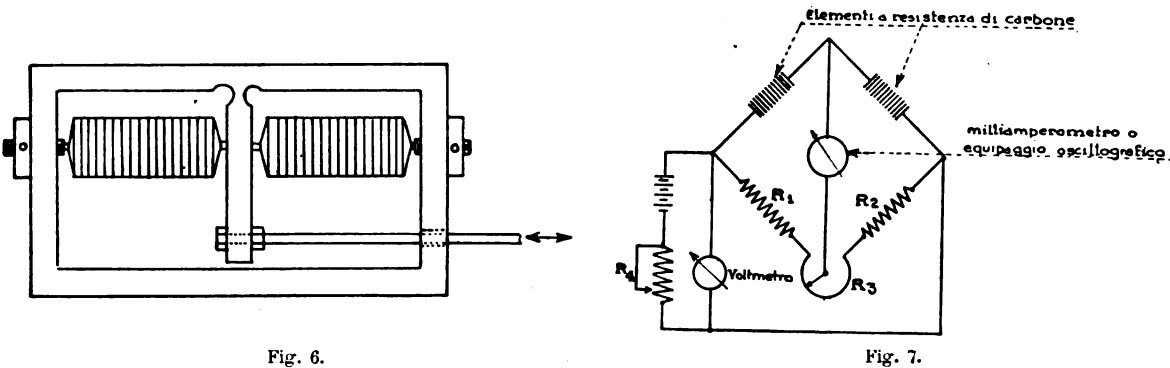 Elementi a resistenza di carbone
milliamperometro o
equipaggio oscillografico
R1
R2
R4
Voltmetro
R3
Fig. 6.
Fig. 7.